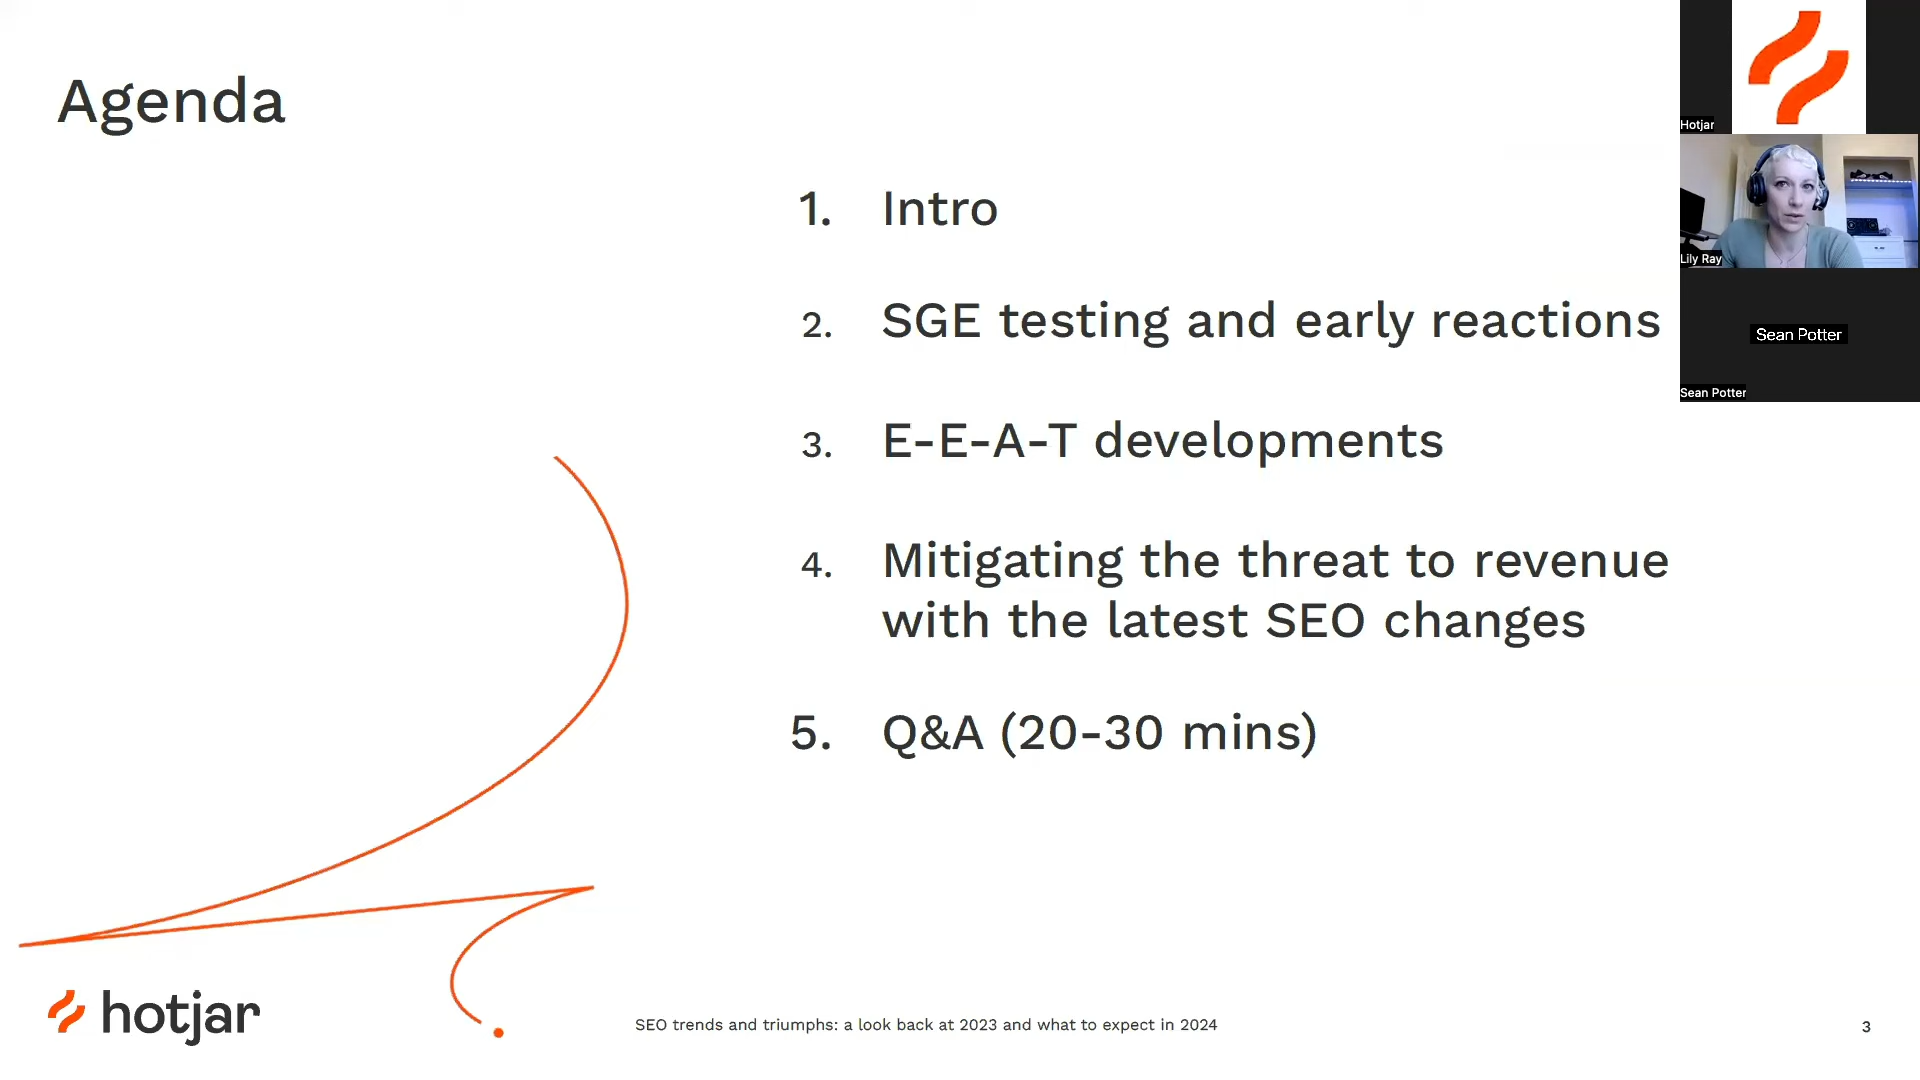 Agenda
1. Intro
2. SGE testing and early reactions
3. E-E-A-T developments
4. Mitigating the threat to revenue
with the latest SEO changes
5. Q&A (20-30 mins)
Hotjar
Lily Ray
Sean Potter
Sean Potter
hotjar
SEO trends and triumphs: a look back at 2023 and what to expect in 2024
3